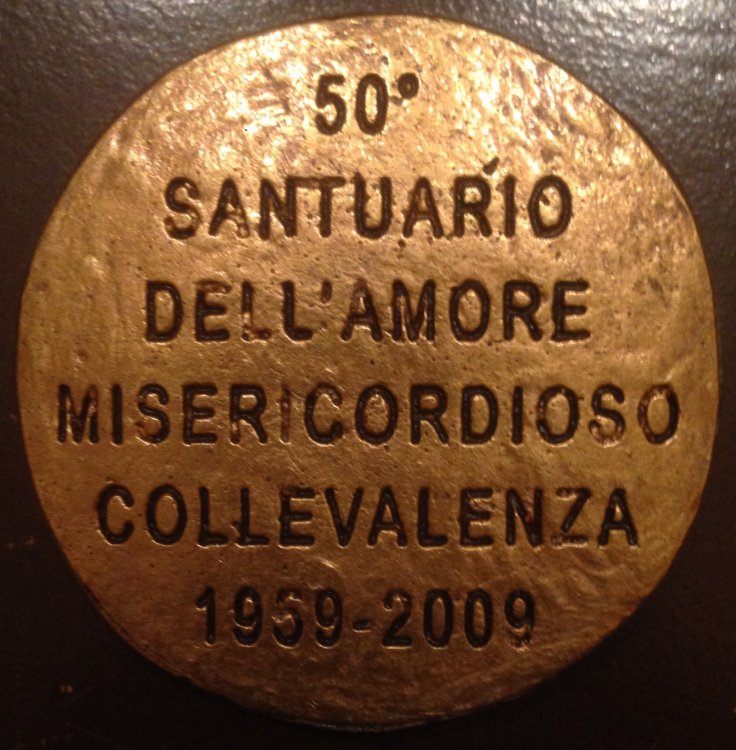 50°
SANTUARIO
DELL'AMORE
MISERICORDIOSO
COLLEVALENZA
1959-2009